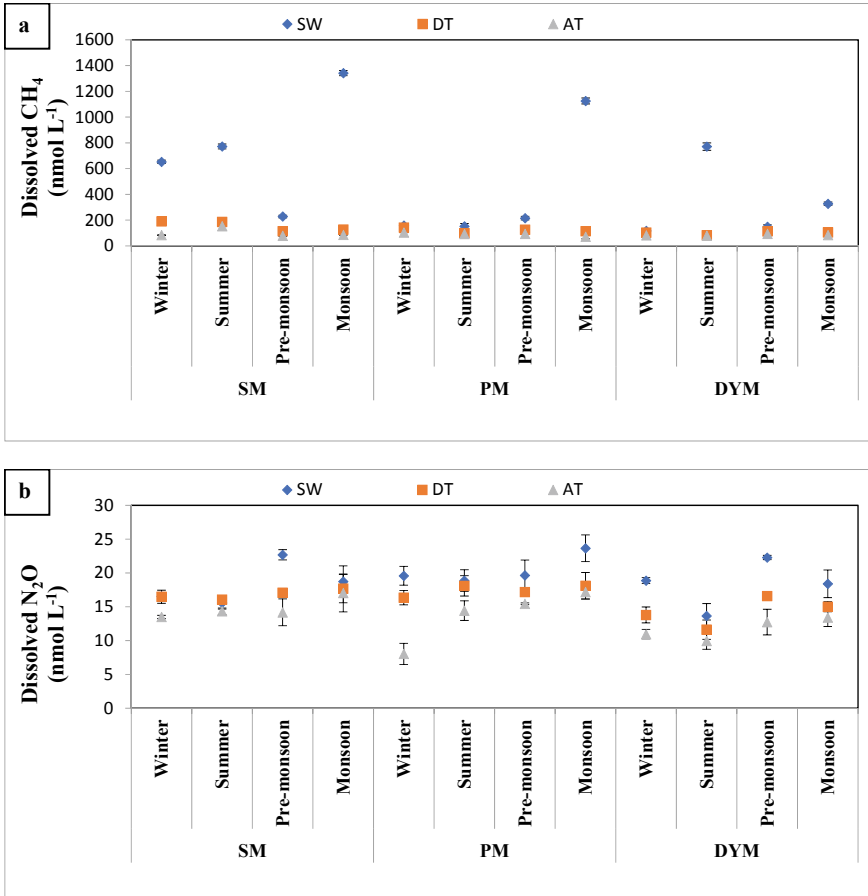 a
SW DT AT
Dissolved CH4
(nmol L-1)
1600
1400
1200
1000
800
600
400
200
0
Winter
Summer
Pre-monsoon
Monsoon
Winter
Summer
Pre-monsoon
Monsoon
Winter
Summer
Pre-monsoon
Monsoon
SM PM DYM
b
SW DT AT
Dissolved N2O
(nmol L-1)
30
25
20
15
10
5
0
Winter
Summer
Pre-monsoon
Monsoon
Winter
Summer
Pre-monsoon
Monsoon
Winter
Summer
Pre-monsoon
Monsoon
SM PM DYM